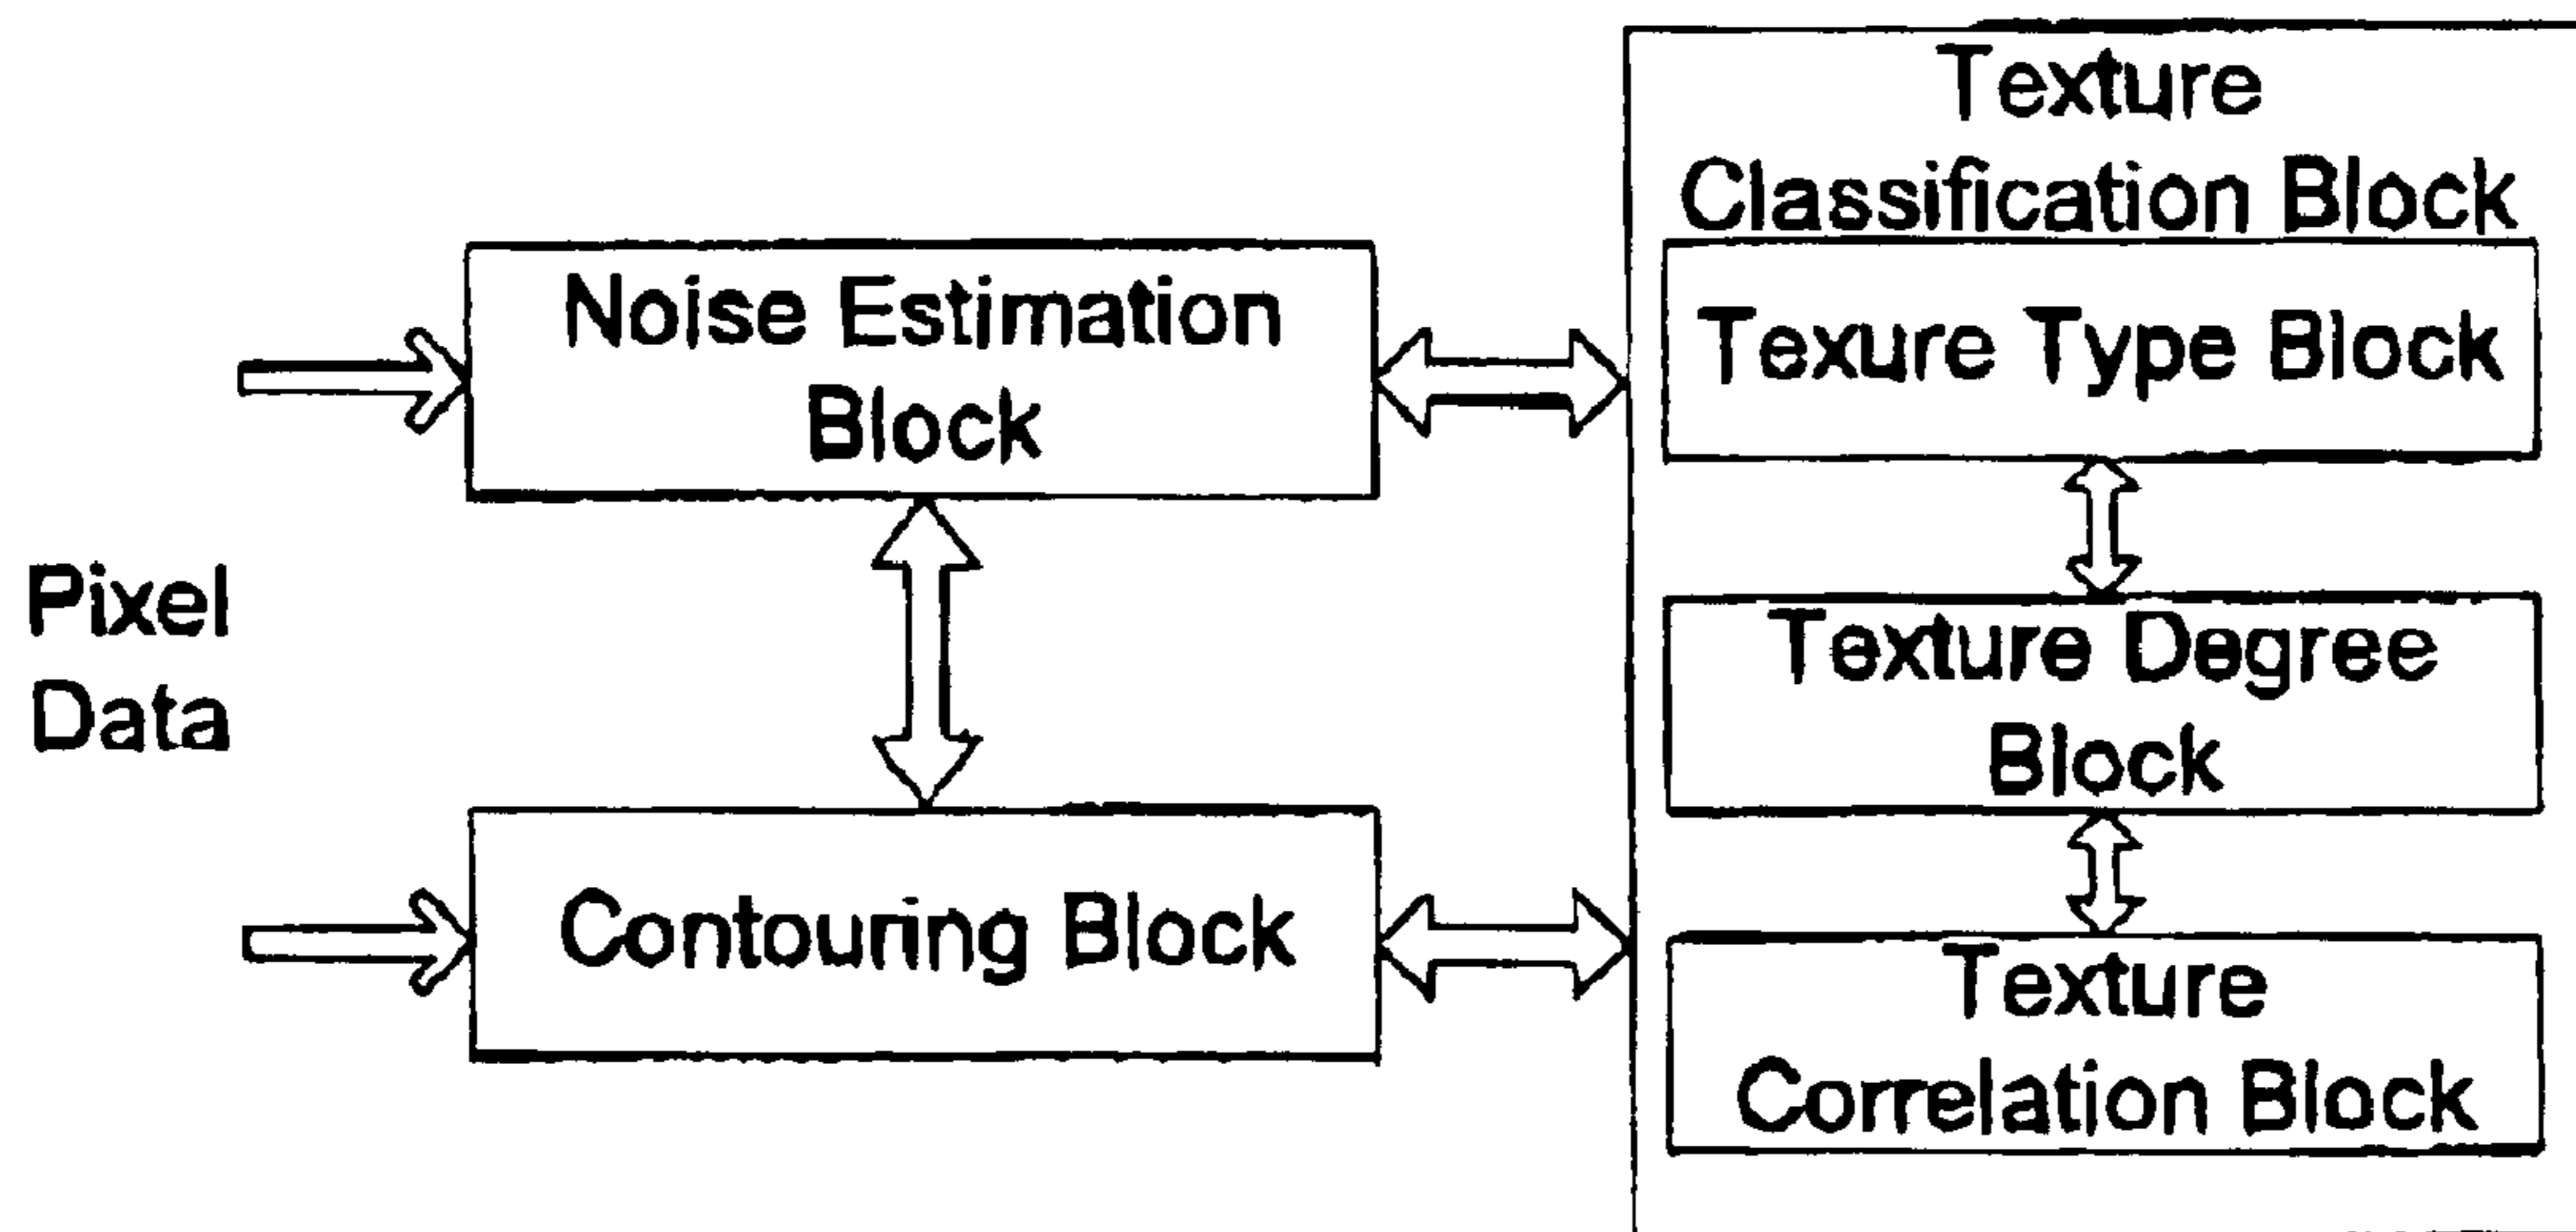 Pixel
Data
Noise Estimation
Block
Contouring Block
Texture
Classification Block
Texure Type Block
Texture Degree
Block
Texture
Correlation Block